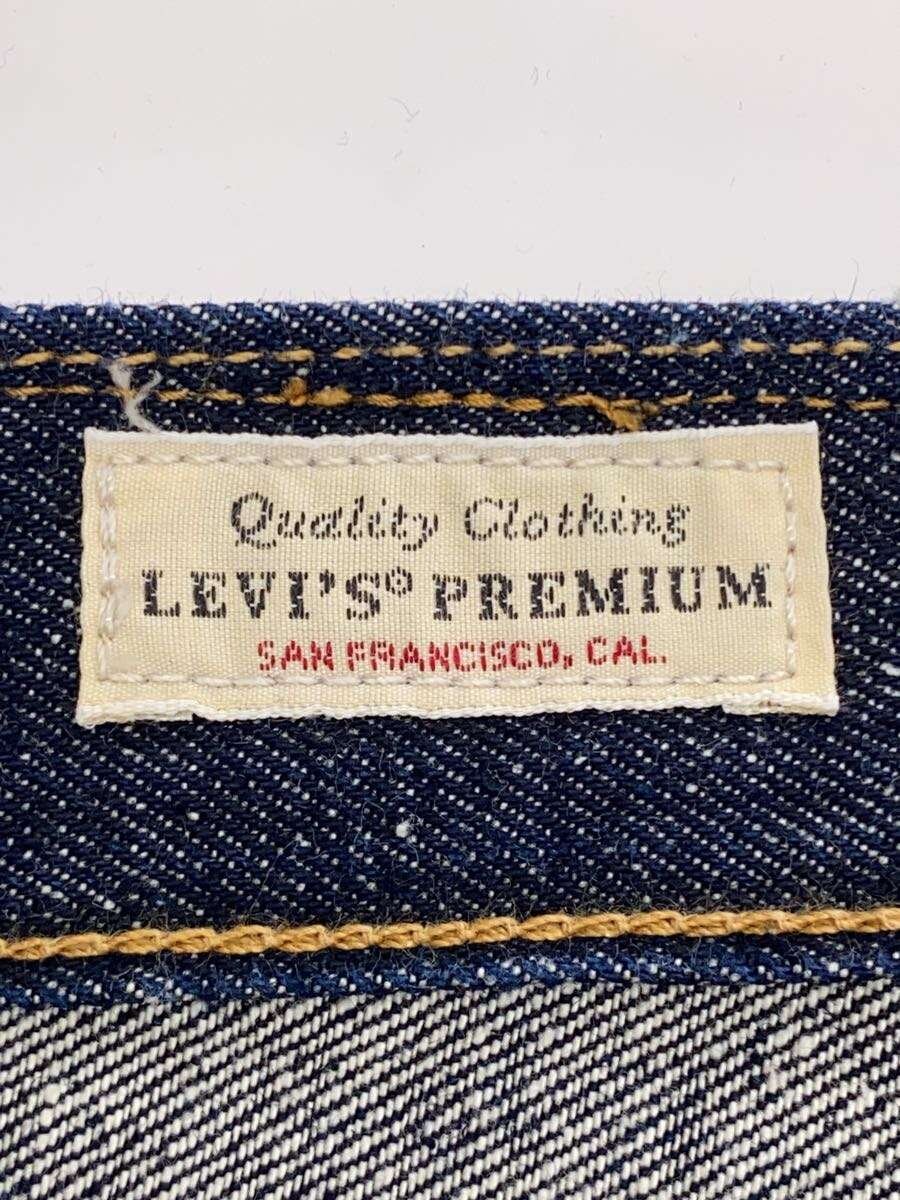 Quality Clothing
LEVI'S® PREMIUM
SAN FRANCISCO, CAL.